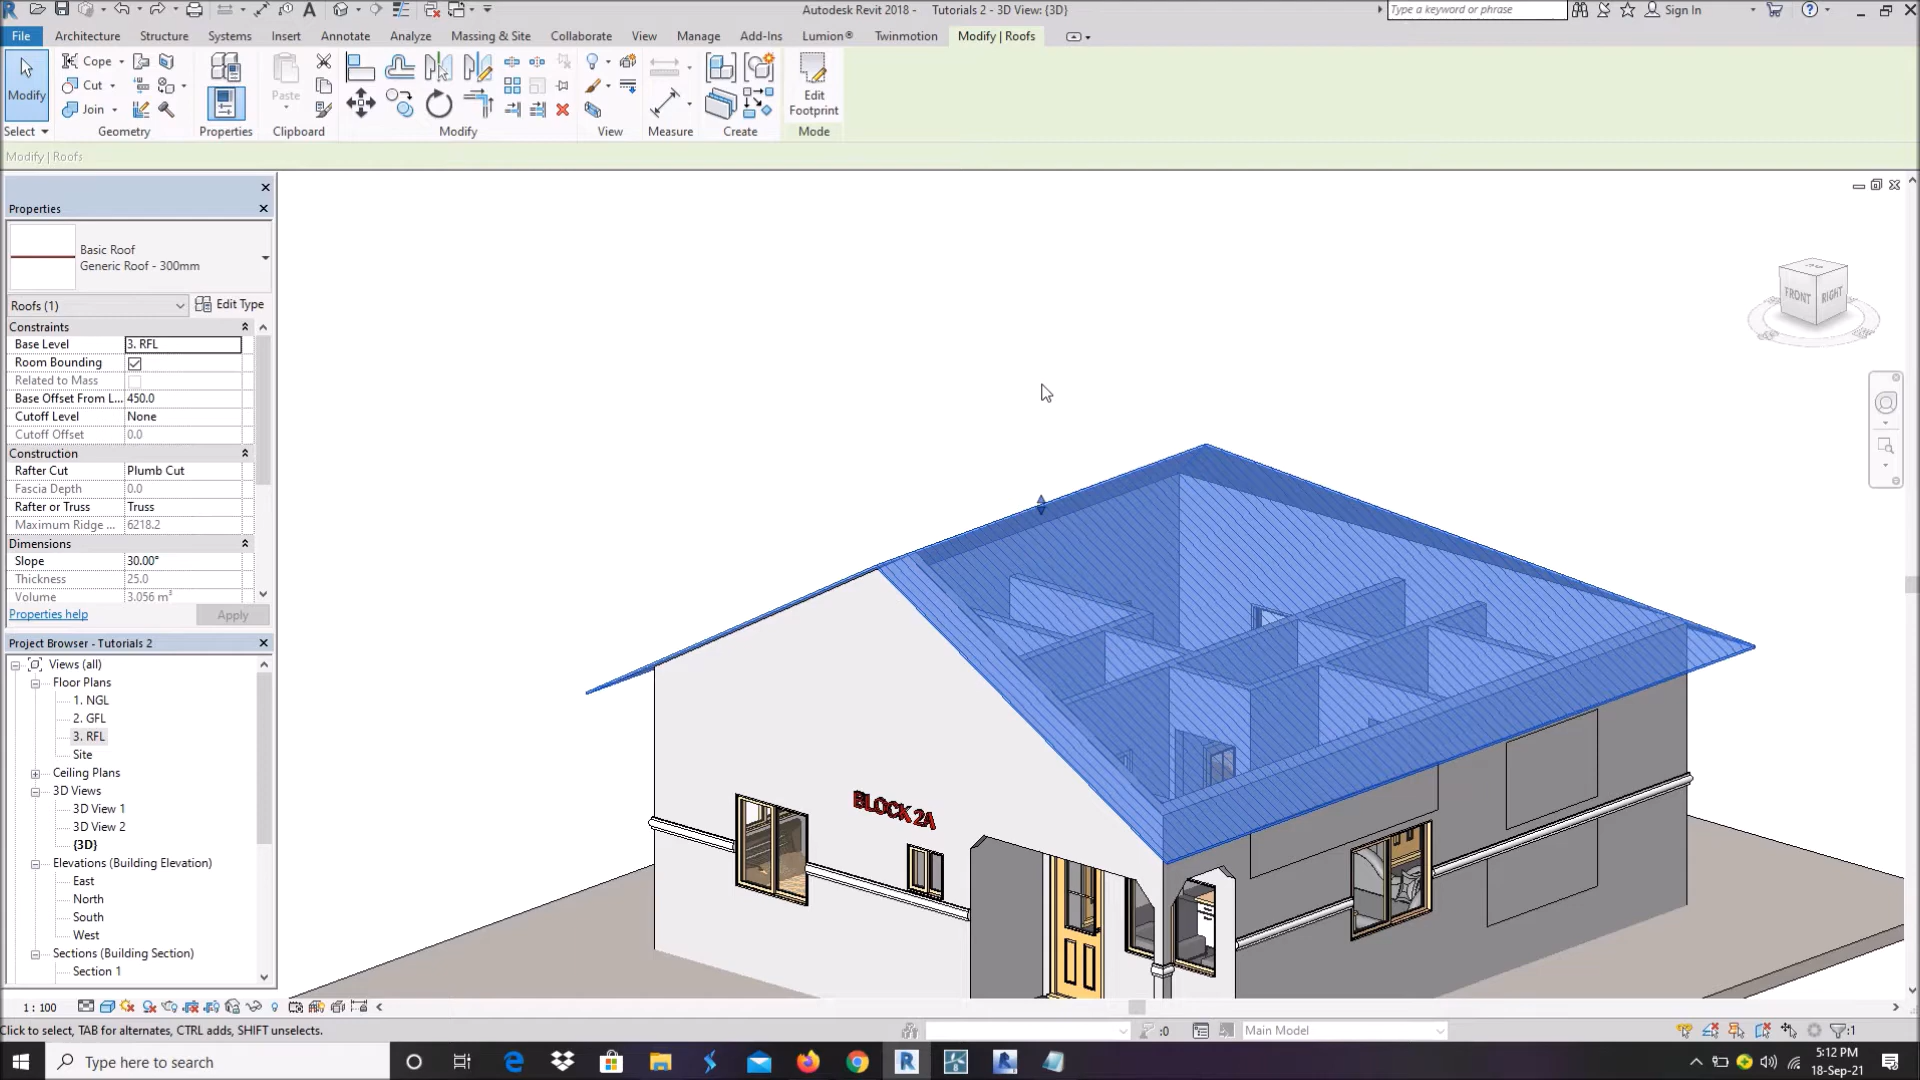 Autodesk Revit 2018 -    Tutorials 2 - 3D View: {3D}
Type a keyword or phrase
Sign In
File Architecture Structure Systems Insert Annotate Analyze Massing & Site Collaborate View Manage Add-Ins Lumion® Twinmotion Modify | Roofs
Modify
Cope
Cut
Join
Paste
Edit
Footprint
Select Geometry Properties Clipboard Modify View Measure Create Mode
Modify | Roofs
Properties
Basic Roof
Generic Roof - 300mm
Roofs (1) Edit Type
Constraints
Base Level 3. RFL
Room Bounding
Related to Mass
Base Offset From L... 450.0
Cutoff Level None
Cutoff Offset 0.0
Construction
Rafter Cut Plumb Cut
Fascia Depth 0.0
Rafter or Truss Truss
Maximum Ridge ... 6218.2
Dimensions
Slope 30.00°
Thickness 25.0
Volume 3.056 m³
Properties help Apply
Project Browser - Tutorials 2
Views (all)
Floor Plans
1. NGL
2. GFL
3. RFL
Site
Ceiling Plans
3D Views
3D View 1
3D View 2
{3D}
Elevations (Building Elevation)
East
North
South
West
Sections (Building Section)
Section 1
FRONT RIGHT
BLOCK 2A
1 : 100
Click to select, TAB for alternates, CTRL adds, SHIFT unselects.
:0
Main Model
:1
Type here to search
5:12 PM
18-Sep-21